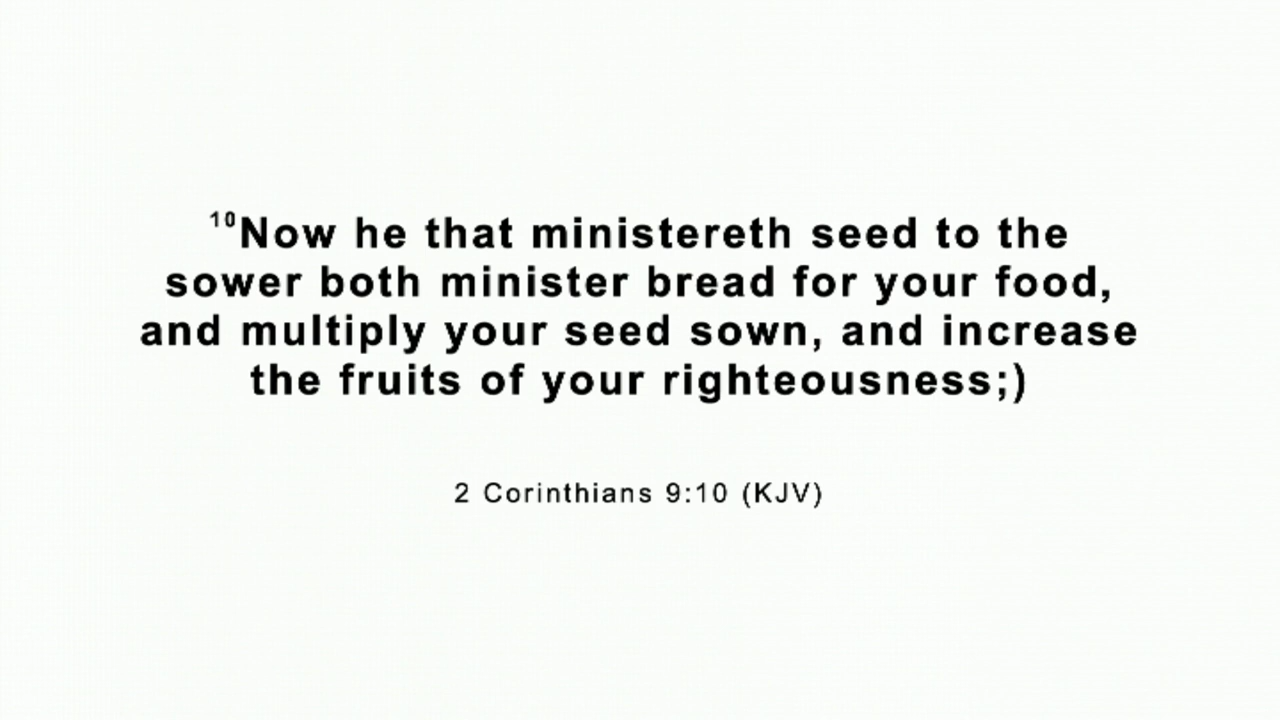 10Now he that ministereth seed to the
sower both minister bread for your food,
and multiply your seed sown, and increase
the fruits of your righteousness;)
2 Corinthians 9:10 (KJV)